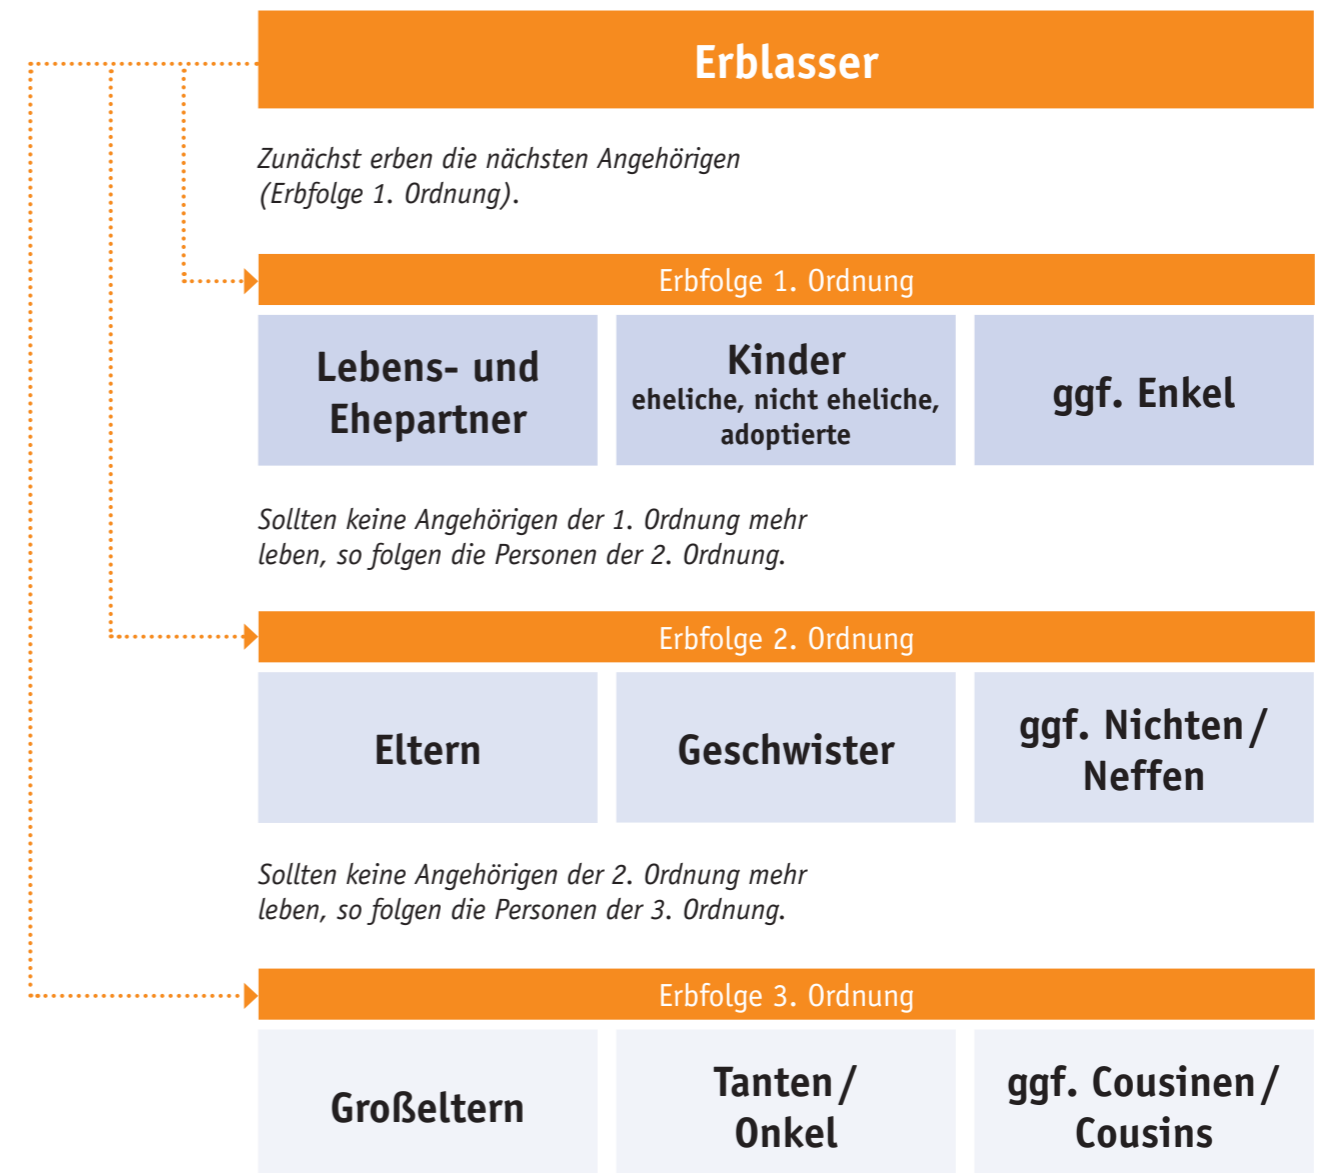 Erblasser
Zunächst erben die nächsten Angehörigen
(Erbfolge 1. Ordnung).
Erbfolge 1. Ordnung
Lebens- und
Ehepartner
Kinder
eheliche, nicht eheliche,
adoptierte
ggf. Enkel
Sollten keine Angehörigen der 1. Ordnung mehr
leben, so folgen die Personen der 2. Ordnung.
Erbfolge 2. Ordnung
Eltern
Geschwister
ggf. Nichten/
Neffen
Sollten keine Angehörigen der 2. Ordnung mehr
leben, so folgen die Personen der 3. Ordnung.
Erbfolge 3. Ordnung
Großeltern
Tanten/
Onkel
ggf. Cousinen/
Cousins